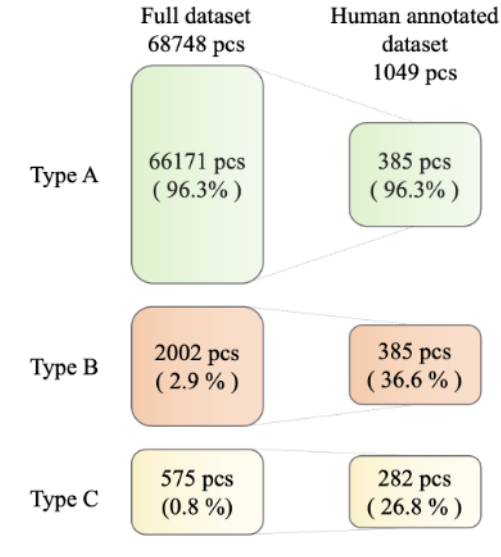 Full dataset
68748 pcs
Human annotated
dataset
1049 pcs
Type A
66171 pcs
( 96.3% )
385 pcs
( 96.3% )
Type B
2002 pcs
( 2.9 % )
385 pcs
( 36.6 % )
Type C
575 pcs
(0.8 %)
282 pcs
( 26.8 % )